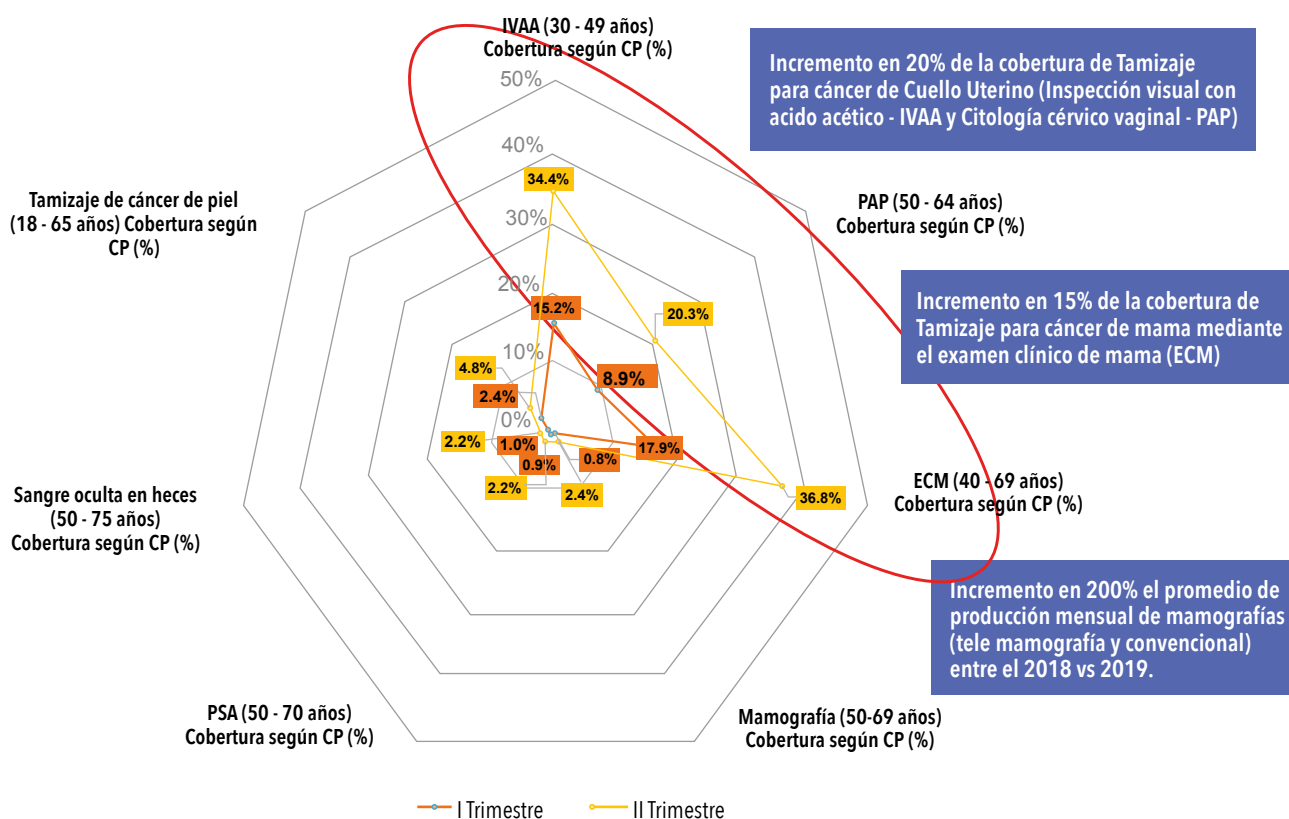 IVAA (30 - 49 años)
Cobertura según CP (%)
50%
40%
30%
20%
10%
0%
Incremento en 20% de la cobertura de Tamizaje
para cáncer de Cuello Uterino (Inspección visual con
acido acético - IVAA y Citología cérvico vaginal - PAP)
Tamizaje de cáncer de piel
(18 - 65 años) Cobertura según
CP (%)
PAP (50 - 64 años)
Cobertura según CP (%)
34.4%
15.2%
20.3%
8.9%
Incremento en 15% de la cobertura de
Tamizaje para cáncer de mama mediante
el examen clínico de mama (ECM)
4.8%
2.4%
2.2%
1.0%
0.9%
2.2%
0.8%
2.4%
17.9%
36.8%
ECM (40 - 69 años)
Cobertura según CP (%)
Sangre oculta en heces
(50 - 75 años)
Cobertura según CP (%)
Incremento en 200% el promedio de
producción mensual de mamografías
(tele mamografía y convencional)
entre el 2018 vs 2019.
PSA (50 - 70 años)
Cobertura según CP (%)
Mamografía (50-69 años)
Cobertura según CP (%)
I Trimestre
II Trimestre